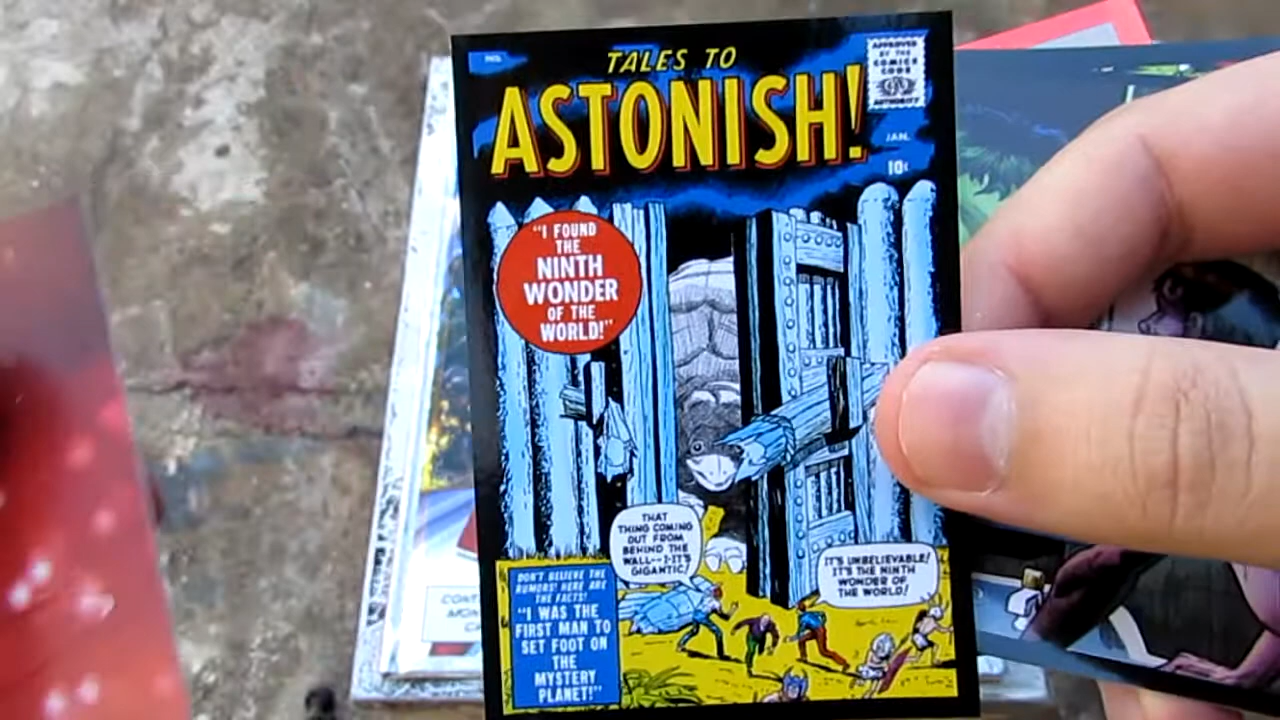 TALES TO
ASTONISH!
APPROVED
BY THE
COMICS
CODE
AUTHORITY
JAN.
10¢
"I FOUND
THE
NINTH
WONDER
OF THE
WORLD!"
THAT
THING COMING
OUT FROM
BEHIND THE
WALL--I-IT'S
GIGANTIC!
IT'S UNBELIEVABLE!
IT'S THE NINTH
WONDER OF
THE WORLD!
DON'T BELIEVE THE
RUMORS! HERE ARE
THE FACTS!
"I WAS THE
FIRST MAN TO
SET FOOT ON
THE
MYSTERY
PLANET!"